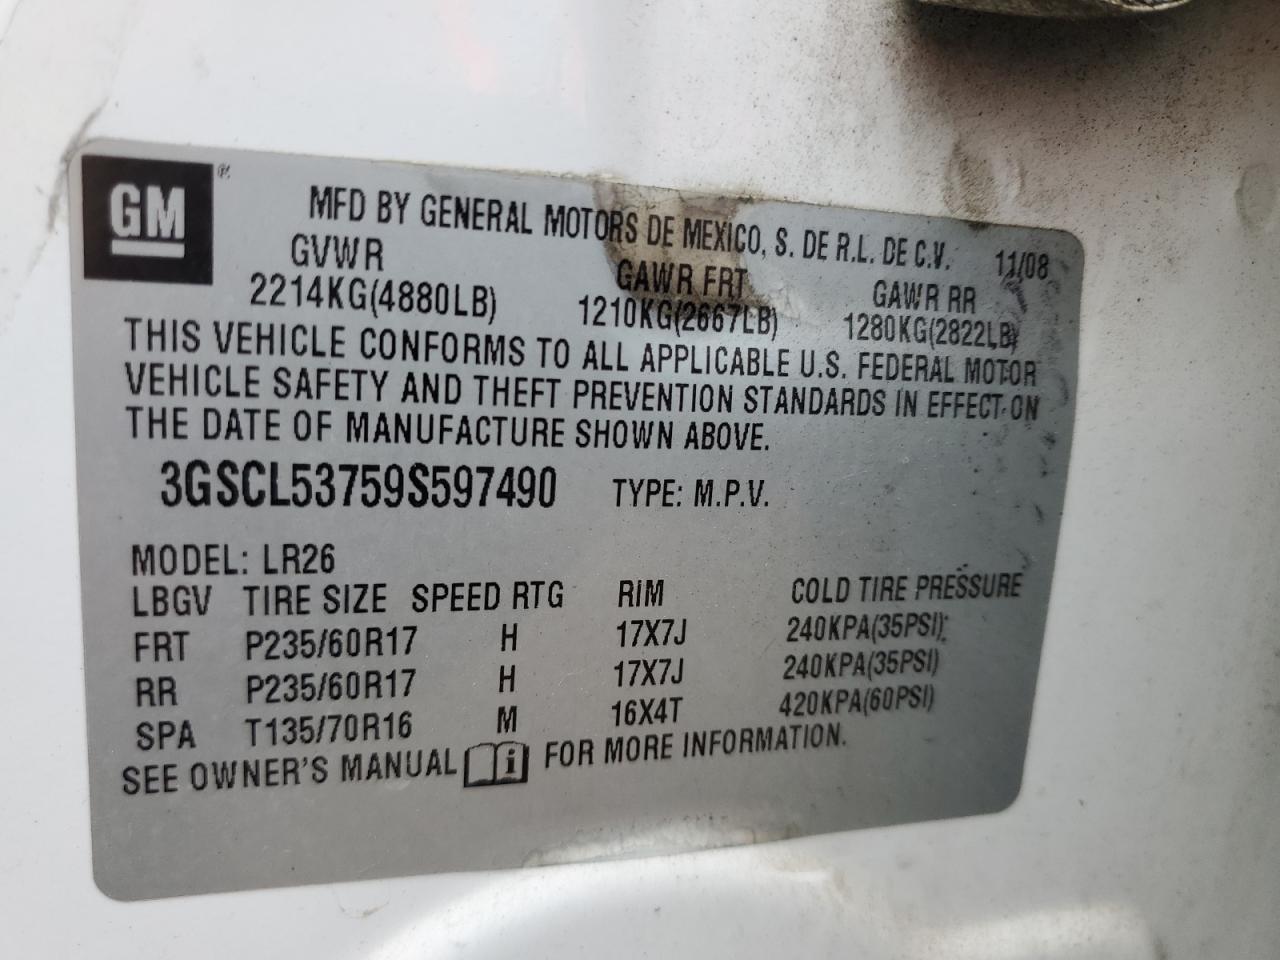 GM®
MFD BY GENERAL MOTORS DE MEXICO, S. DE R.L. DE C.V. 11/08
GVWR GAWR FRT GAWR RR
2214KG(4880LB) 1210KG(2667LB) 1280KG(2822LB)
THIS VEHICLE CONFORMS TO ALL APPLICABLE U.S. FEDERAL MOTOR
VEHICLE SAFETY AND THEFT PREVENTION STANDARDS IN EFFECT ON
THE DATE OF MANUFACTURE SHOWN ABOVE.
3GSCL53759S597490 TYPE: M.P.V.
MODEL: LR26
LBGV TIRE SIZE SPEED RTG RIM COLD TIRE PRESSURE
FRT P235/60R17 H 17X7J 240KPA(35PSI)
RR P235/60R17 H 17X7J 240KPA(35PSI)
SPA T135/70R16 M 16X4T 420KPA(60PSI)
SEE OWNER'S MANUAL i FOR MORE INFORMATION.